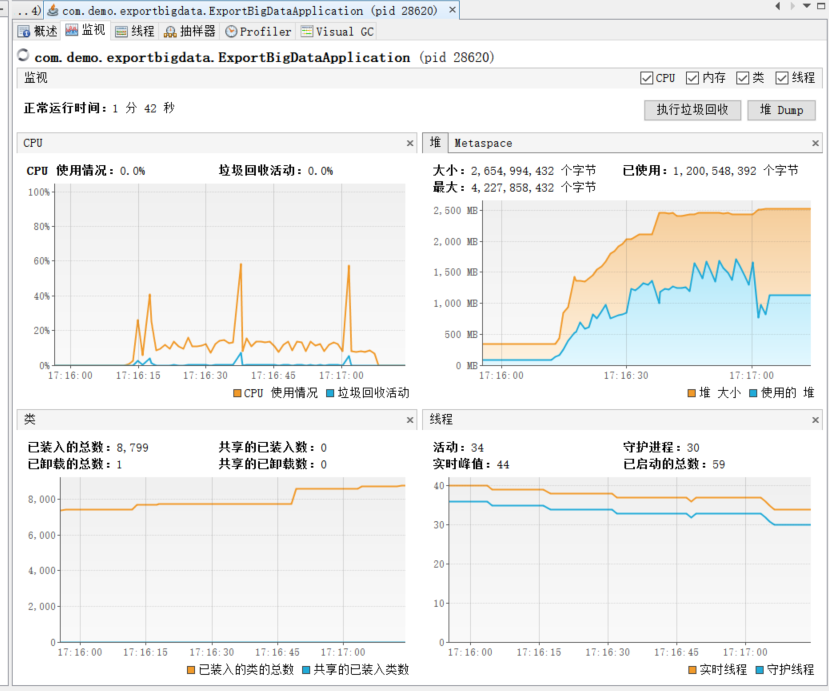 ..4) com.demo.exportbigdata.ExportBigDataApplication (pid 28620)
概述 监视 线程 抽样器 Profiler Visual GC
com.demo.exportbigdata.ExportBigDataApplication (pid 28620)
监视 CPU 内存 类 线程
正常运行时间: 1 分 42 秒 执行垃圾回收 堆 Dump
CPU
CPU 使用情况: 0.0% 垃圾回收活动: 0.0%
100%
80%
60%
40%
20%
0%
17:16:00 17:16:15 17:16:30 17:16:45 17:17:00
CPU 使用情况 垃圾回收活动
堆 Metaspace
大小: 2,654,994,432 个字节 已使用: 1,200,548,392 个字节
最大: 4,227,858,432 个字节
2,500 MB
2,000 MB
1,500 MB
1,000 MB
500 MB
0 MB
17:16:00 17:16:30 17:17:00
堆 大小 使用的 堆
类
已装入的总数: 8,799 共享的已装入数: 0
已卸载的总数: 1 共享的已卸载数: 0
8,000
6,000
4,000
2,000
0
17:16:00 17:16:15 17:16:30 17:16:45 17:17:00
已装入的类的总数 共享的已装入类数
线程
活动: 34 守护进程: 30
实时峰值: 44 已启动的总数: 59
40
30
20
10
0
17:16:00 17:16:15 17:16:30 17:16:45 17:17:00
实时线程 守护线程